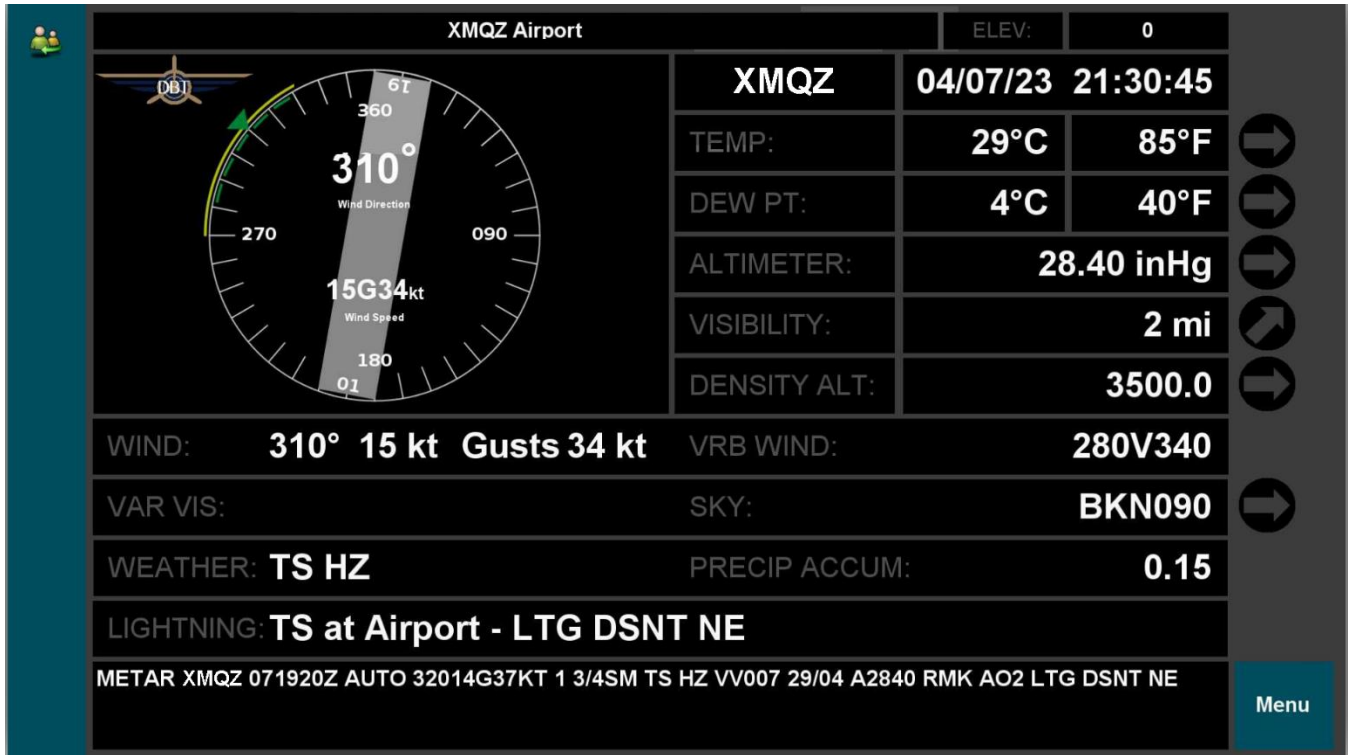 XMQZ Airport ELEV: 0
DBT
XMQZ 04/07/23 21:30:45
19
360
310°
Wind Direction
270 090
15G34kt
Wind Speed
180
01
TEMP: 29°C 85°F
DEW PT: 4°C 40°F
ALTIMETER: 28.40 inHg
VISIBILITY: 2 mi
DENSITY ALT: 3500.0
WIND: 310° 15 kt Gusts 34 kt VRB WIND: 280V340
VAR VIS: SKY: BKN090
WEATHER: TS HZ PRECIP ACCUM: 0.15
LIGHTNING: TS at Airport - LTG DSNT NE
METAR XMQZ 071920Z AUTO 32014G37KT 1 3/4SM TS HZ VV007 29/04 A2840 RMK AO2 LTG DSNT NE
Menu